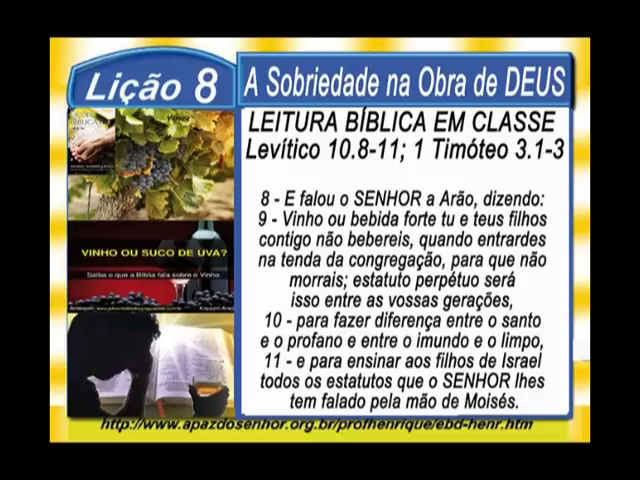 Lição 8
A Sobriedade na Obra de DEUS
LEITURA BÍBLICA EM CLASSE
Levítico 10.8-11; 1 Timóteo 3.1-3
8 - E falou o SENHOR a Arão, dizendo:
9 - Vinho ou bebida forte tu e teus filhos
contigo não bebereis, quando entrardes
na tenda da congregação, para que não
morrais; estatuto perpétuo será
isso entre as vossas gerações,
10 - para fazer diferença entre o santo
e o profano e entre o imundo e o limpo,
11 - e para ensinar aos filhos de Israel
todos os estatutos que o SENHOR lhes
tem falado pela mão de Moisés.
VINHO OU SUCO DE UVA?
Saiba o que a Bíblia fala sobre o Vinho
http://www.apazdosenhor.org.br/profhenrique/ebd-henr.htm